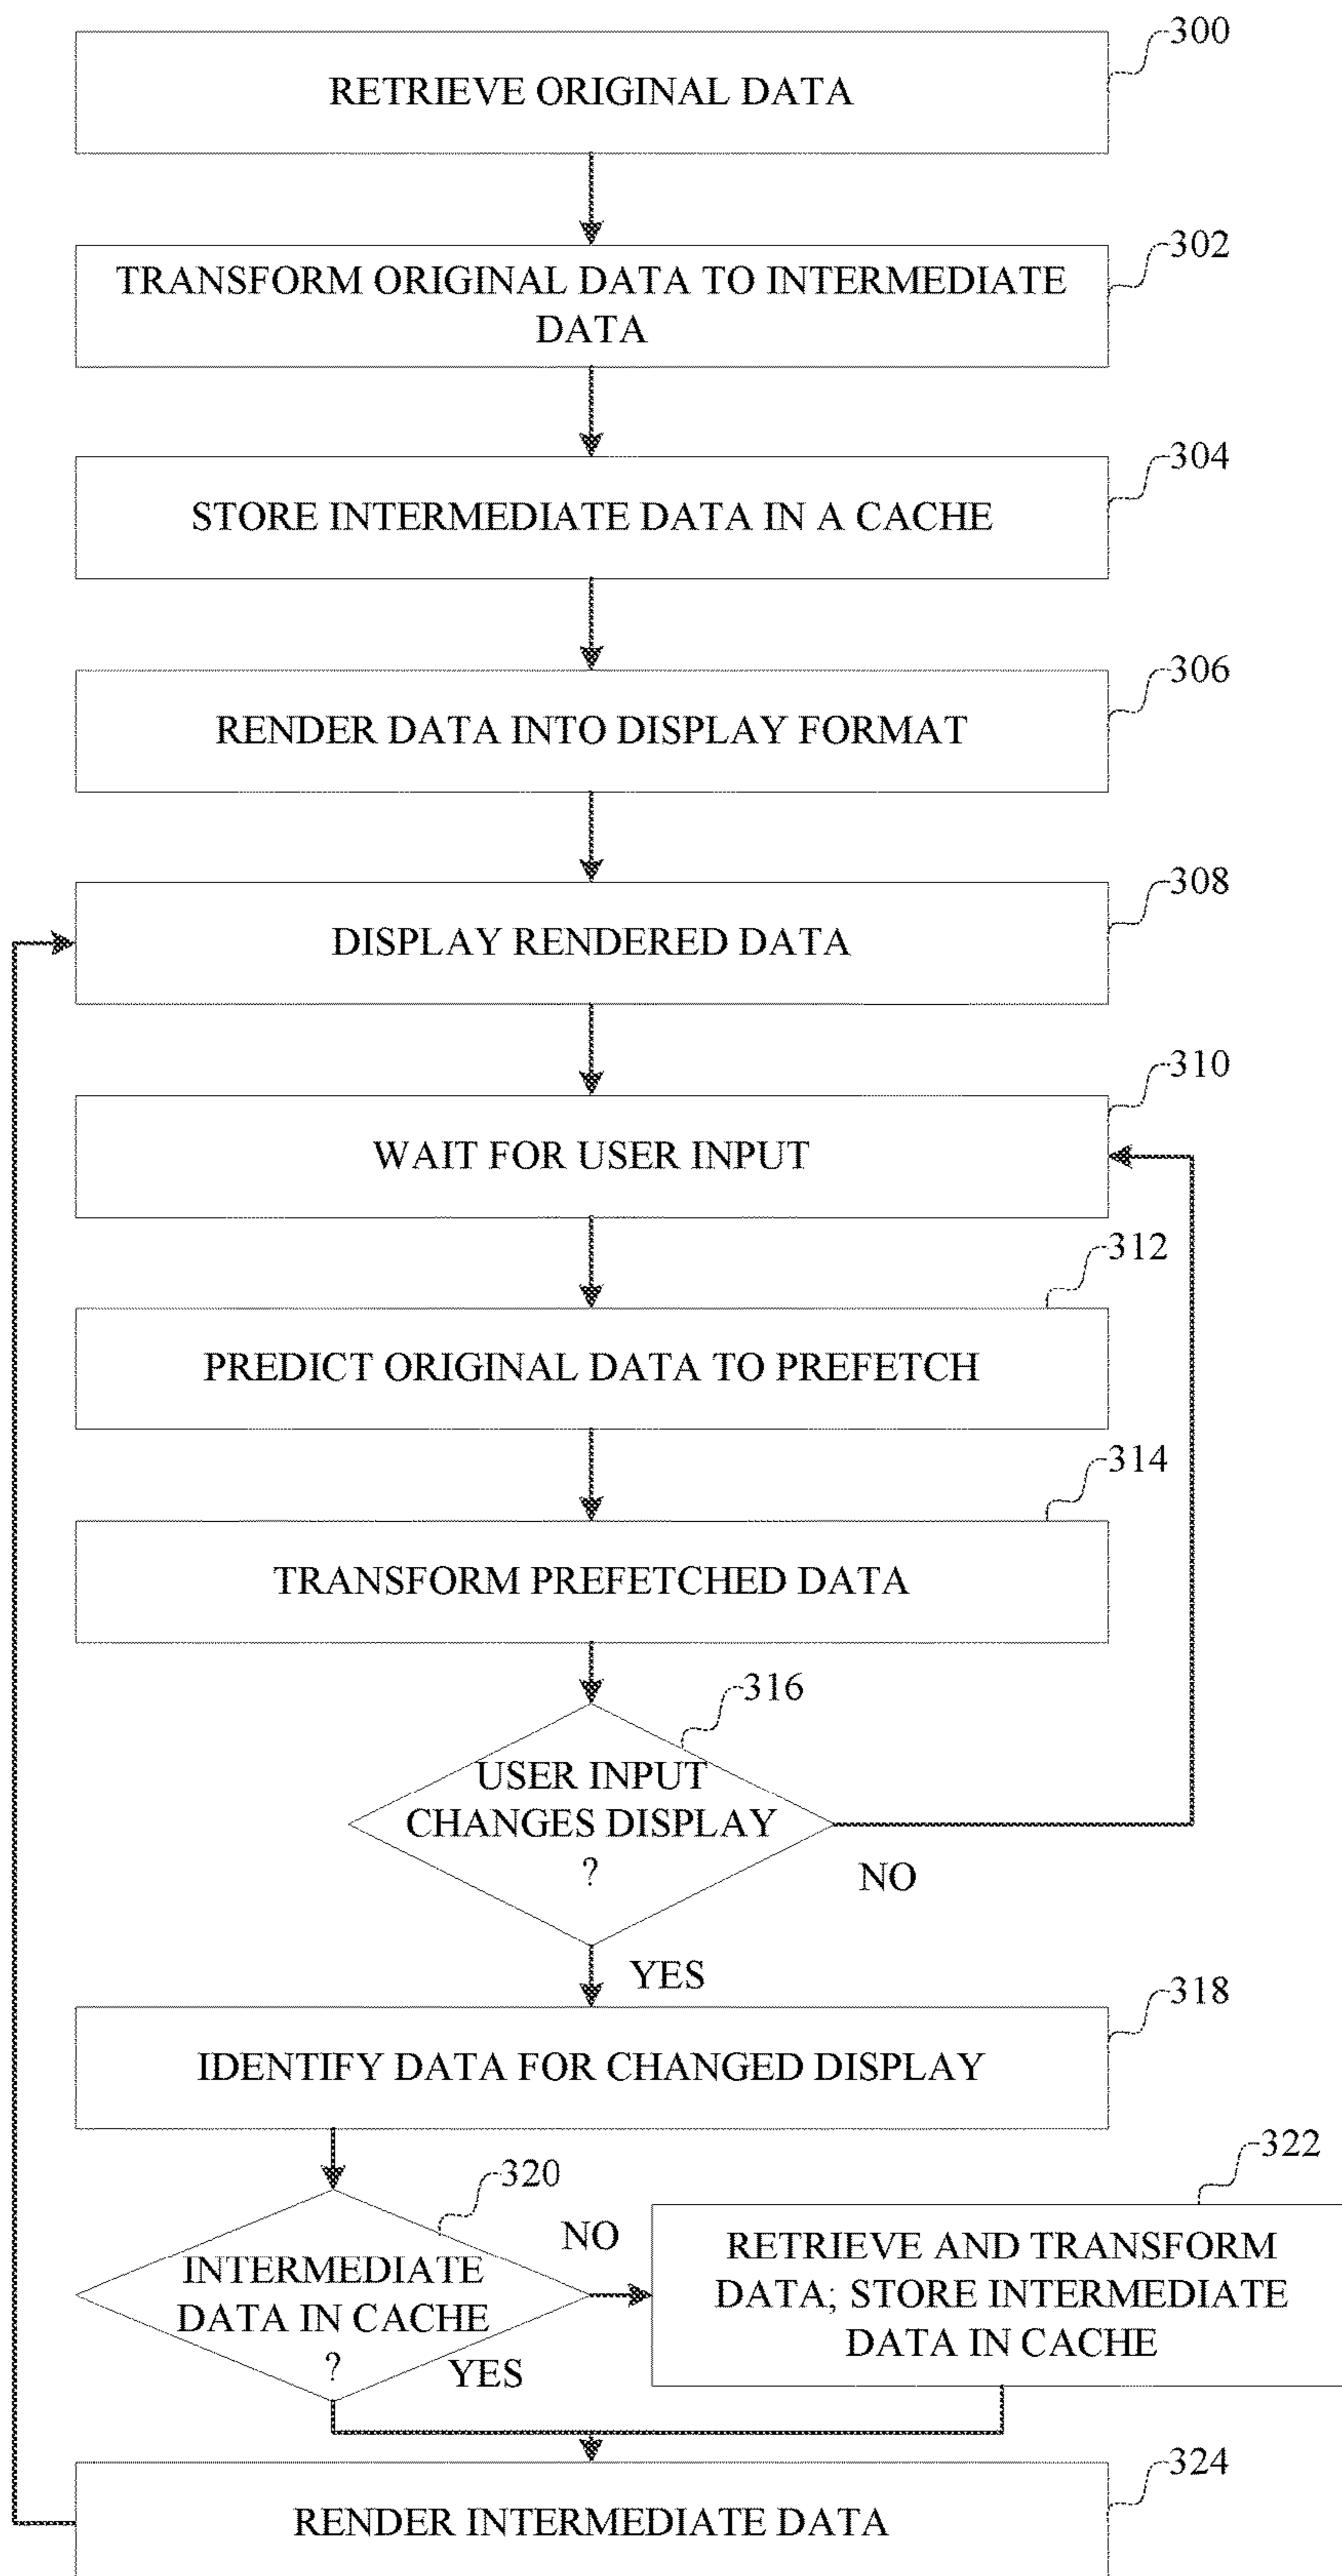 300
RETRIEVE ORIGINAL DATA
302
TRANSFORM ORIGINAL DATA TO INTERMEDIATE
DATA
304
STORE INTERMEDIATE DATA IN A CACHE
306
RENDER DATA INTO DISPLAY FORMAT
308
DISPLAY RENDERED DATA
310
WAIT FOR USER INPUT
312
PREDICT ORIGINAL DATA TO PREFETCH
314
TRANSFORM PREFETCHED DATA
316
USER INPUT
CHANGES DISPLAY
?
NO
YES
318
IDENTIFY DATA FOR CHANGED DISPLAY
320
INTERMEDIATE
DATA IN CACHE
?
NO
YES
322
RETRIEVE AND TRANSFORM
DATA; STORE INTERMEDIATE
DATA IN CACHE
324
RENDER INTERMEDIATE DATA